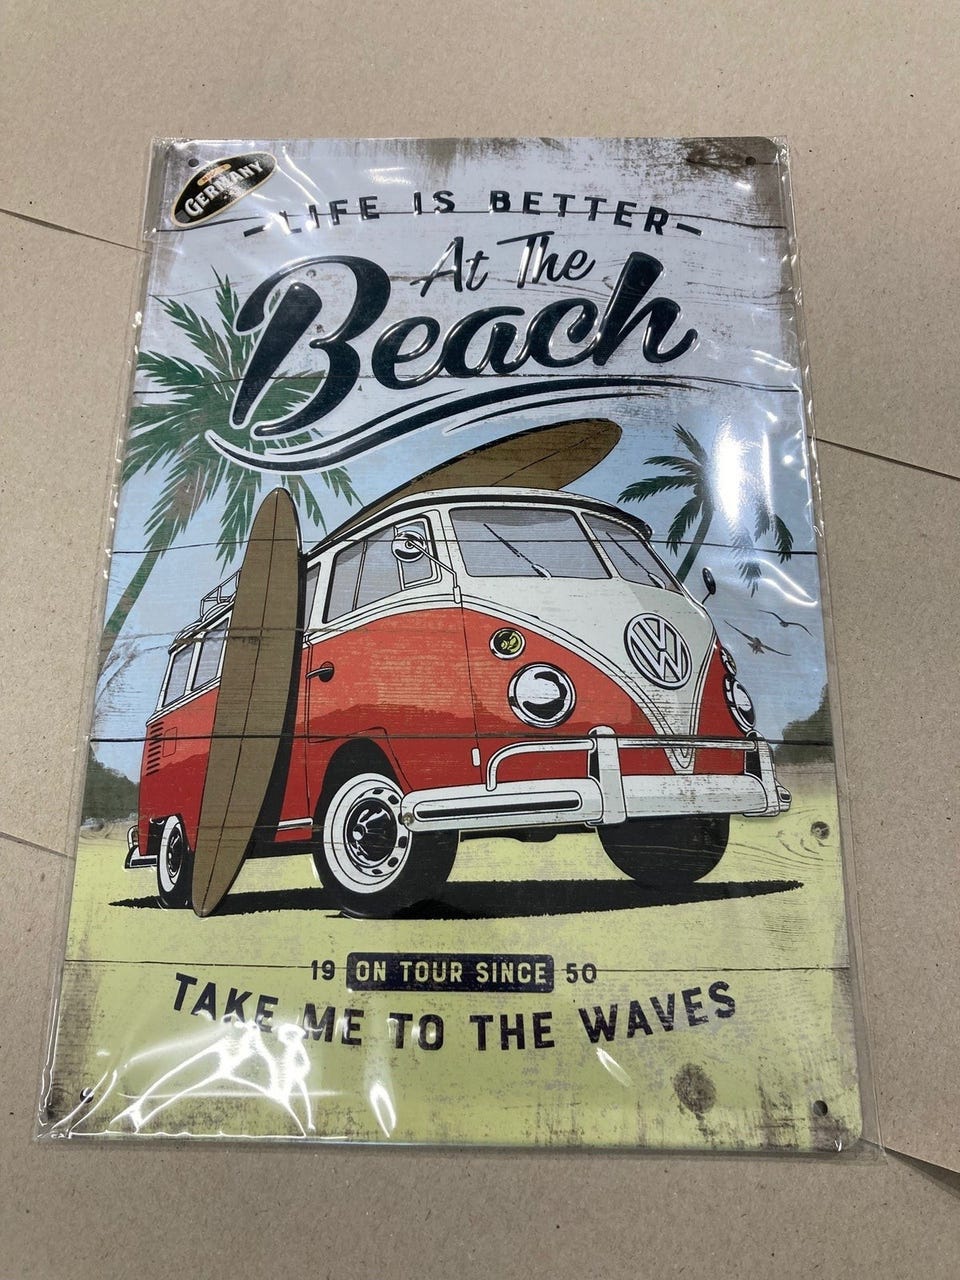 GERMANY
-LIFE IS BETTER-
At The
Beach
19 ON TOUR SINCE 50
TAKE ME TO THE WAVES